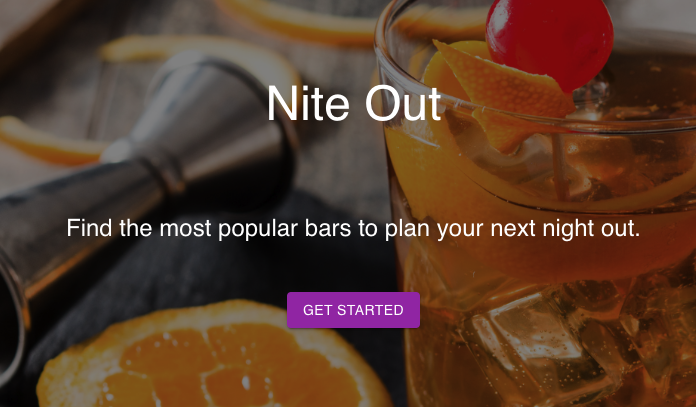 Nite Out
Find the most popular bars to plan your next night out.
GET STARTED